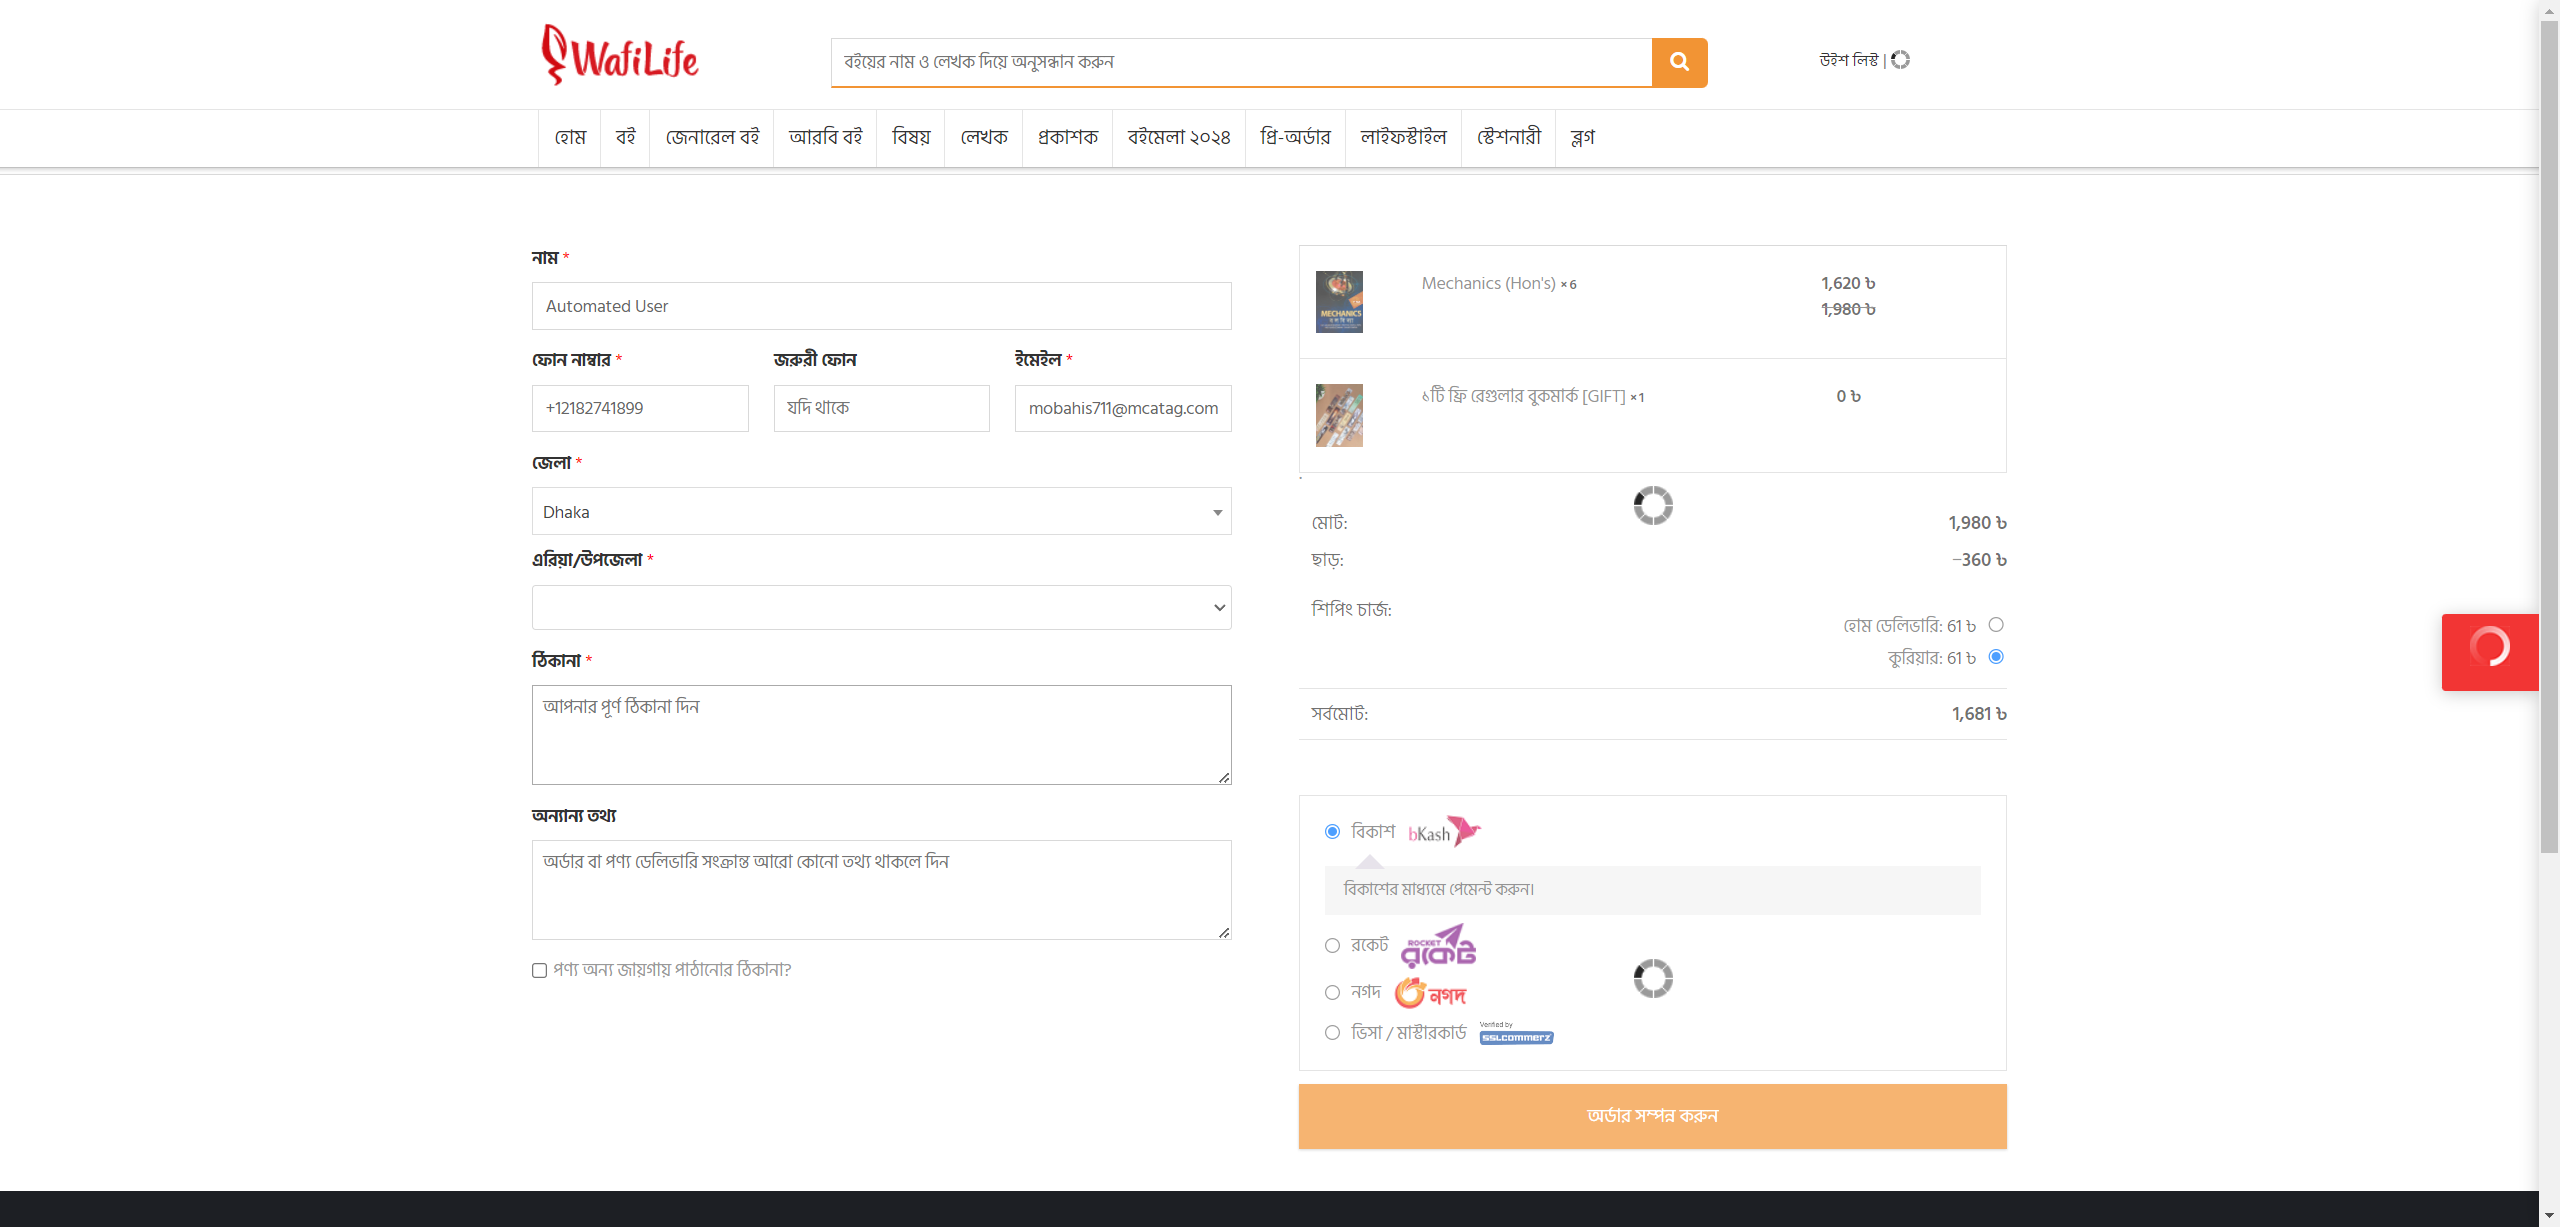 WafiLife
বইয়ের নাম ও লেখক দিয়ে অনুসন্ধান করুন
উইশ লিস্ট |
হোম বই জেনারেল বই আরবি বই বিষয় লেখক প্রকাশক বইমেলা ২০২৪ প্রি-অর্ডার লাইফস্টাইল স্টেশনারী ব্লগ
নাম *
Automated User
ফোন নাম্বার * জরুরী ফোন ইমেইল *
+12182741899 যদি থাকে mobahis711@mcatag.com
জেলা *
Dhaka
এরিয়া/উপজেলা *
ঠিকানা *
আপনার পূর্ণ ঠিকানা দিন
অন্যান্য তথ্য
অর্ডার বা পণ্য ডেলিভারি সংক্রান্ত আরো কোনো তথ্য থাকলে দিন
পণ্য অন্য জায়গায় পাঠানোর ঠিকানা?
MECHANICS
Mechanics (Hon's) × 6 1,620 ৳
1,980 ৳
১টি ফ্রি রেগুলার বুকমার্ক [GIFT] × 1 0 ৳
মোট: 1,980 ৳
ছাড়: -360 ৳
শিপিং চার্জ:
হোম ডেলিভারি: 61 ৳
কুরিয়ার: 61 ৳
সর্বমোট: 1,681 ৳
বিকাশ bKash
বিকাশের মাধ্যমে পেমেন্ট করুন।
রকেট ROCKET রকেট
নগদ নগদ
ভিসা / মাস্টারকার্ড Verified by SSLCOMMERZ
অর্ডার সম্পন্ন করুন